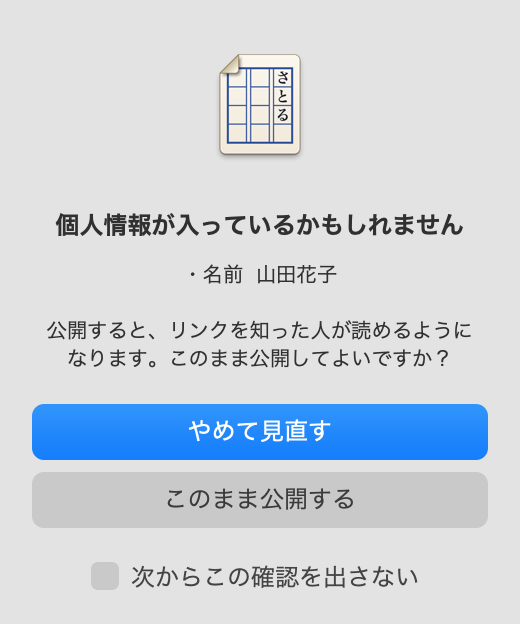 さとる
個人情報が入っているかもしれません
・名前 山田花子
公開すると、リンクを知った人が読めるように
なります。このまま公開してよいですか？
やめて見直す
このまま公開する
次からこの確認を出さない